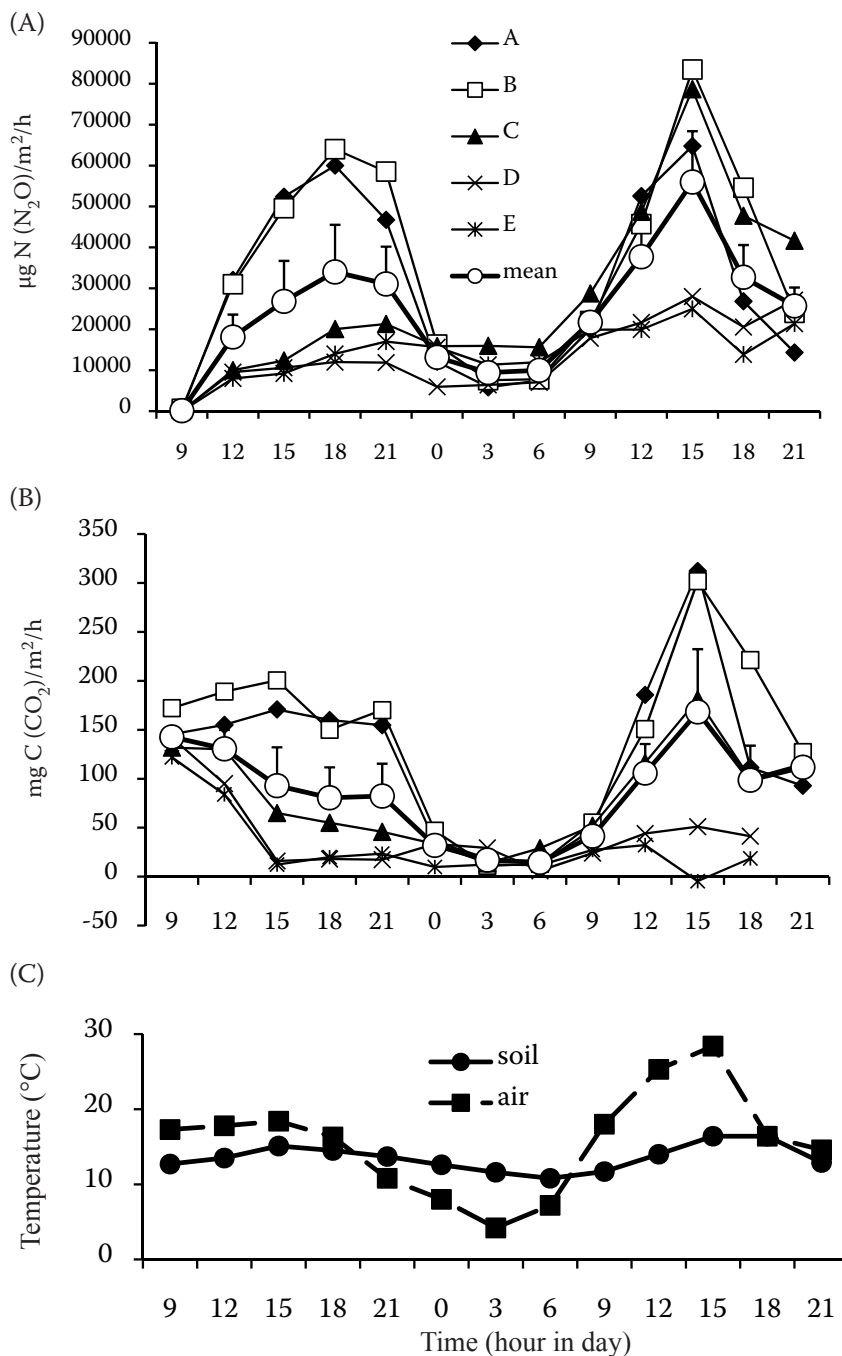 (A)
µg N (N₂O)/m²/h
90000
80000
70000
60000
50000
40000
30000
20000
10000
0
A
B
C
D
E
mean
9 12 15 18 21 0 3 6 9 12 15 18 21
(B)
mg C (CO₂)/m²/h
350
300
250
200
150
100
50
0
-50
9 12 15 18 21 0 3 6 9 12 15 18 21
(C)
Temperature (°C)
30
20
10
0
soil
air
9 12 15 18 21 0 3 6 9 12 15 18 21
Time (hour in day)